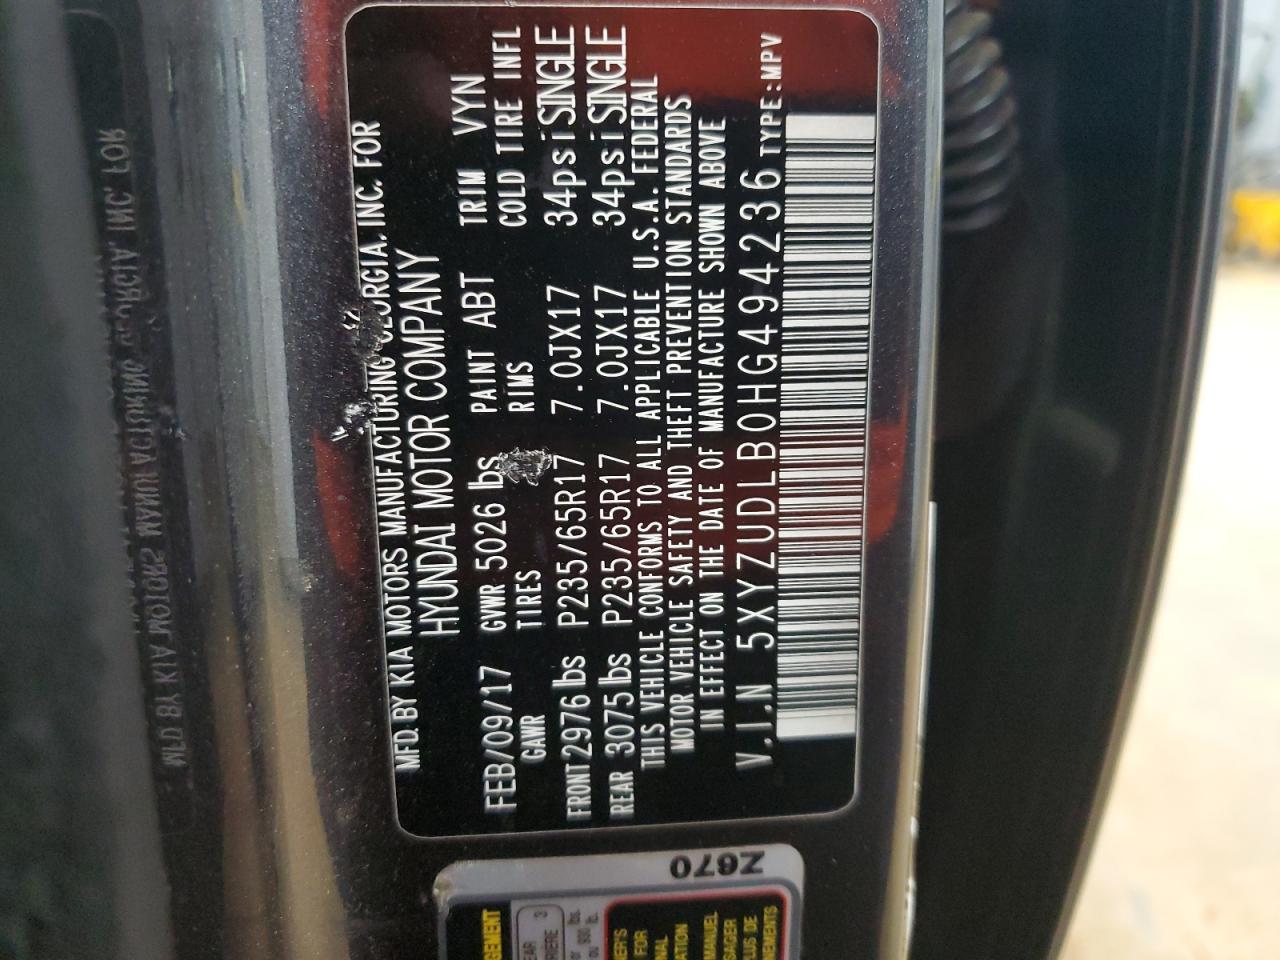 MFD. BY KIA MOTORS MANUFACTURING GEORGIA, INC. FOR
HYUNDAI MOTOR COMPANY
FEB/09/17 GVWR 5026 lbs PAINT ABT TRIM VYN
GAWR TIRES RIMS COLD TIRE INFL
FRONT 2976 lbs P235/65R17 7.0JX17 34psi SINGLE
REAR 3075 lbs P235/65R17 7.0JX17 34psi SINGLE
THIS VEHICLE CONFORMS TO ALL APPLICABLE U.S.A. FEDERAL
MOTOR VEHICLE SAFETY AND THEFT PREVENTION STANDARDS
IN EFFECT ON THE DATE OF MANUFACTURE SHOWN ABOVE
V.I.N 5XYZUDLB0HG494236 TYPE:MPV
Z670